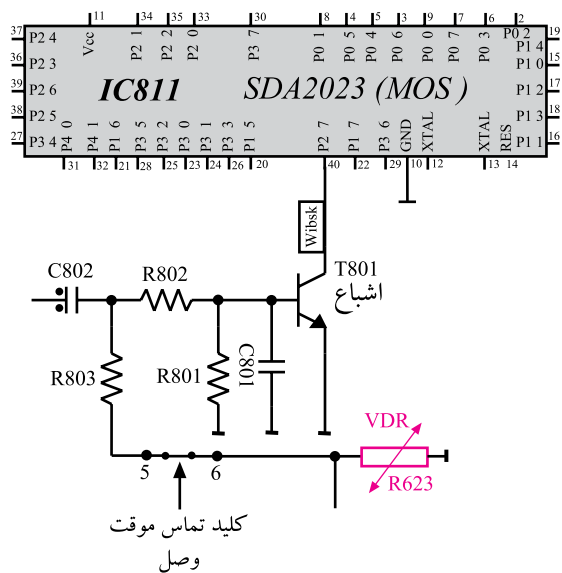 11 34 35 33 30 8 4 5 3 9 7 6 2
37 P2 4 Vcc P2 1 P2 2 P2 0 P3 7 P0 1 P0 5 P0 4 P0 6 P0 0 P0 7 P0 3 P0 2 19
P1 4
36 P2 3 P1 0 15
39 P2 6 IC811 SDA2023 (MOS) P1 2 17
38 P2 5 P1 3 18
27 P3 4 P4 0 P4 1 P1 6 P3 5 P3 2 P3 0 P3 1 P3 3 P1 5 P2 7 P1 7 P3 6 GND XTAL XTAL RES P1 1 16
31 32 21 28 25 23 24 26 20 40 22 29 10 12 13 14
Wibsk
C802 R802 T801
اشباع
R803 R801 C801
VDR
5 6
R623
کلید تماس موقت
وصل